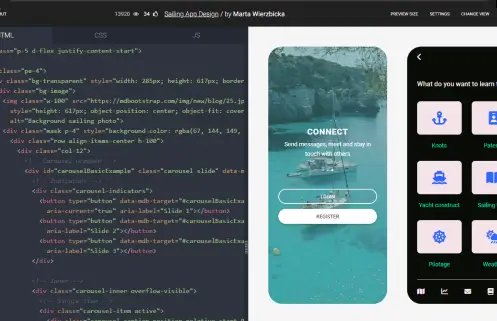 13920 34 Sailing App Design / by Marta Wierzbicka
PREVIEW SIZE SETTINGS CHANGE VIEW
HTML CSS JS
ass="p-5 d-flex justify-content-start">
class="pe-4">
class="bg-transparent" style="width: 285px; height: 617px; border
div class="bg-image">
<img class="w-100" src="https://mdbootstrap.com/img/new/blog/25.jp
style="height: 617px; object-position: center; object-fit: cover
alt="Background sailing photo">
<div class="mask p-4" style="background-color: rgba(67, 144, 149,
<div class="row align-items-center h-100">
<div class="col-12">
<!-- Carousel wrapper -->
<div id="carouselBasicExample" class="carousel slide" data-m
<!-- Indicators -->
<div class="carousel-indicators">
<button type="button" data-mdb-target="#carouselBasicExa
aria-current="true" aria-label="Slide 1"></button>
<button type="button" data-mdb-target="#carouselBasicExa
aria-label="Slide 2"></button>
<button type="button" data-mdb-target="#carouselBasicExa
aria-label="Slide 3"></button>
</div>
<!-- Inner -->
<div class="carousel-inner overflow-visible">
<!-- Single item -->
<div class="carousel-item active">
CONNECT
Send messages, meet and stay in
touch with others
LOGIN
REGISTER
What do you want to learn t
Knots
Yacht construct
Sailing
Pilotage
Weat